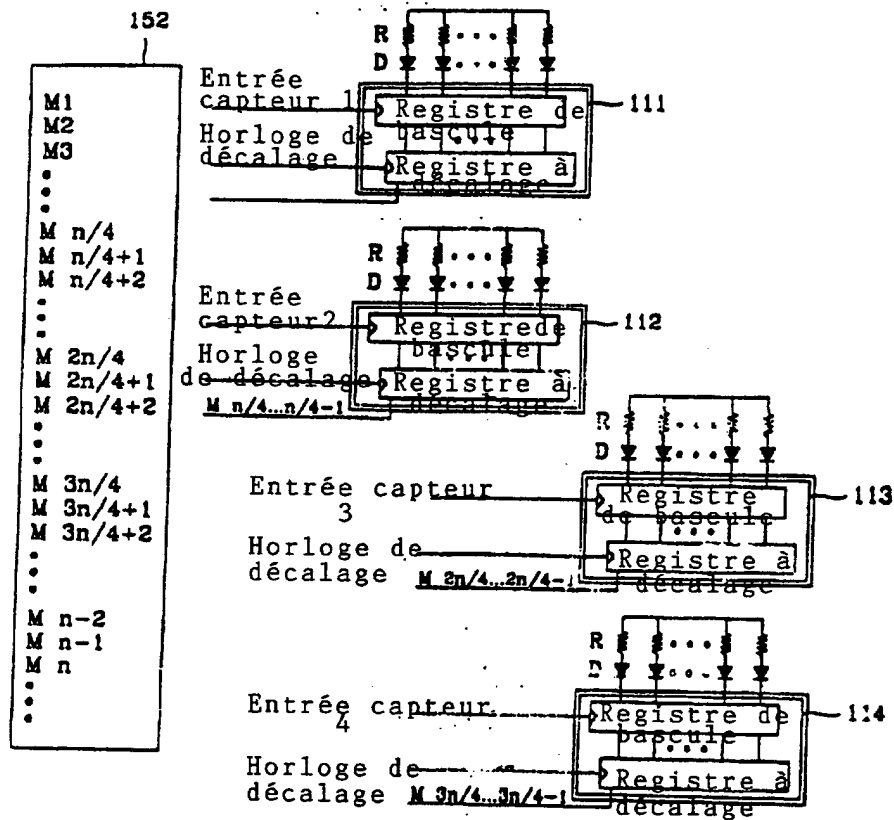 152
M1
M2
M3
M n/4
M n/4+1
M n/4+2
M 2n/4
M 2n/4+1
M 2n/4+2
M 3n/4
M 3n/4+1
M 3n/4+2
M n-2
M n-1
M n
R
D
Entrée
capteur 1
Registre de
bascule
111
Horloge de
décalage
Registre à
décalage
R
D
Entrée
capteur2
Registre de
bascule
112
Horloge
de décalage
Registre à
décalage
M n/4...n/4-1
R
D
Entrée capteur
3
Registre
de bascule
113
Horloge de
décalage
Registre à
décalage
M 2n/4...2n/4-1
R
D
Entrée capteur
4
Registre de
bascule
114
Horloge de
décalage
Registre à
décalage
M 3n/4...3n/4-1